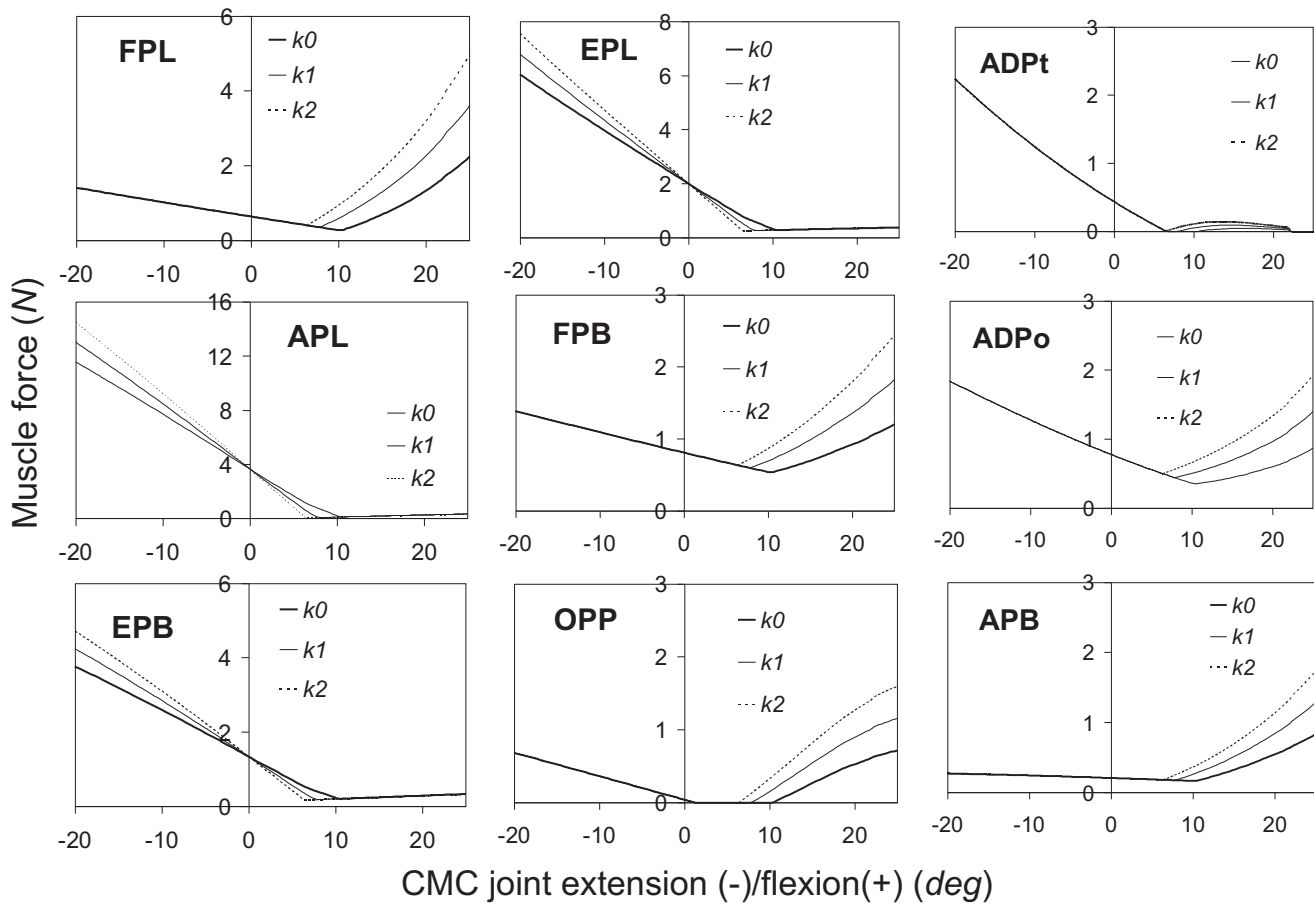 Muscle force (N)
FPL
— k0
— k1
···· k2
6
4
2
0
-20 -10 0 10 20
EPL
— k0
— k1
···· k2
8
6
4
2
0
-20 -10 0 10 20
ADPt
— k0
— k1
···· k2
3
2
1
0
-20 -10 0 10 20
APL
— k0
— k1
···· k2
16
12
8
4
0
-20 -10 0 10 20
FPB
— k0
— k1
···· k2
3
2
1
0
-20 -10 0 10 20
ADPo
— k0
— k1
···· k2
3
2
1
0
-20 -10 0 10 20
EPB
— k0
— k1
···· k2
6
4
2
0
-20 -10 0 10 20
OPP
— k0
— k1
···· k2
3
2
1
0
-20 -10 0 10 20
APB
— k0
— k1
···· k2
3
2
1
0
-20 -10 0 10 20
CMC joint extension (-)/flexion(+) (deg)